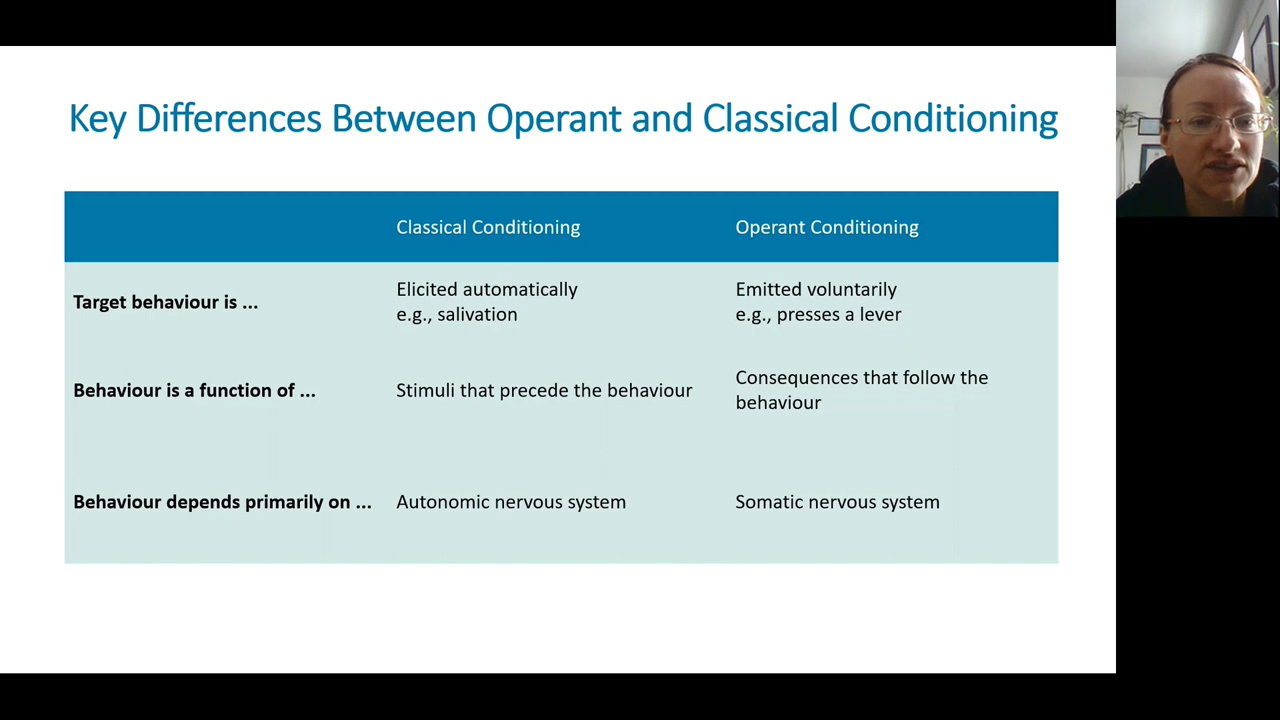 Key Differences Between Operant and Classical Conditioning
Classical Conditioning
Operant Conditioning
Target behaviour is ...
Elicited automatically
e.g., salivation
Emitted voluntarily
e.g., presses a lever
Behaviour is a function of ...
Stimuli that precede the behaviour
Consequences that follow the
behaviour
Behaviour depends primarily on ...
Autonomic nervous system
Somatic nervous system